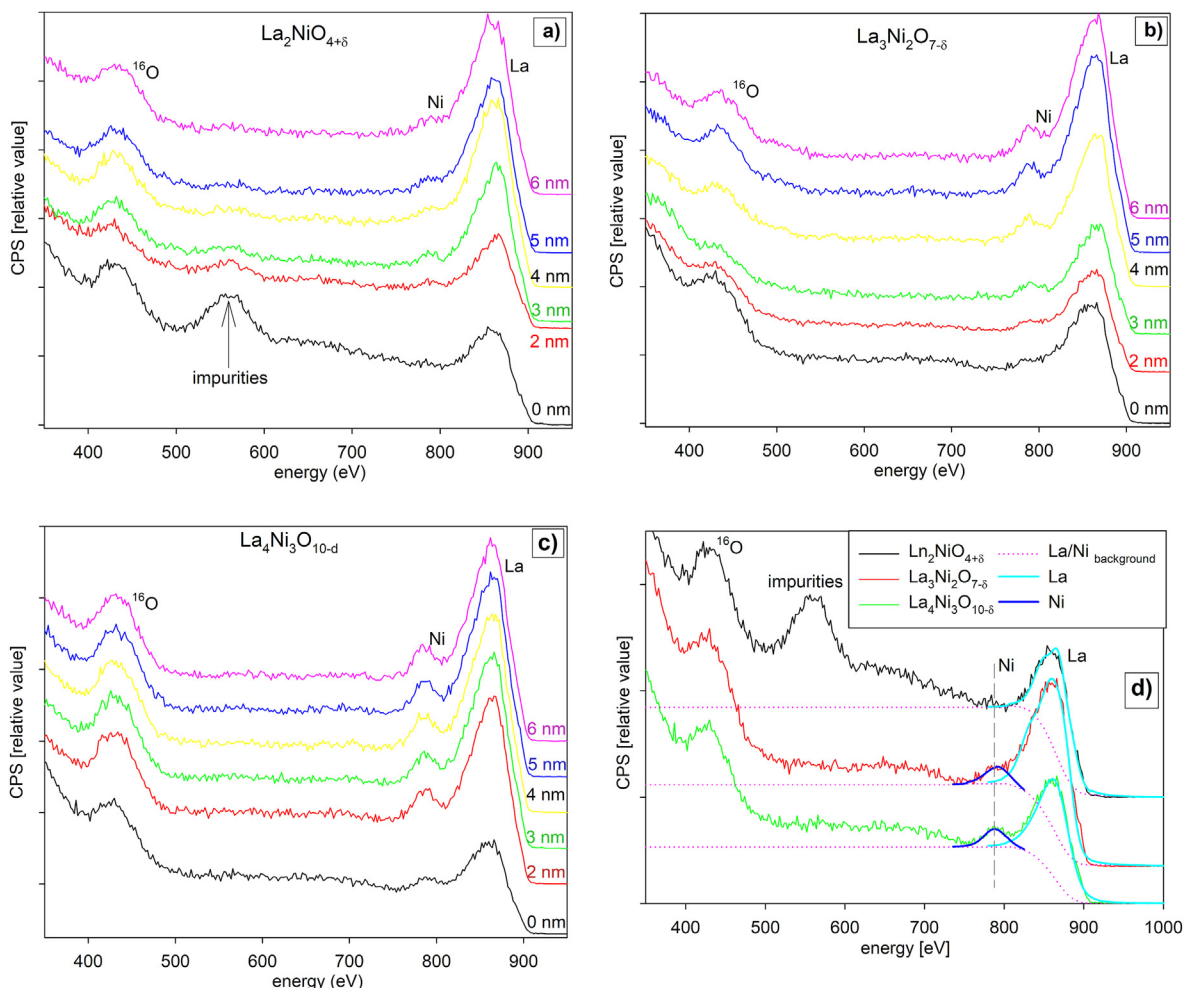 a)
La2NiO4+δ
16O
La
Ni
6 nm
5 nm
4 nm
3 nm
2 nm
impurities
0 nm
CPS [relative value]
400 500 600 700 800 900
energy (eV)
b)
La3Ni2O7-δ
La
16O
Ni
6 nm
5 nm
4 nm
3 nm
2 nm
0 nm
CPS [relative value]
400 500 600 700 800 900
energy (eV)
c)
La4Ni3O10-d
La
16O
Ni
6 nm
5 nm
4 nm
3 nm
2 nm
0 nm
CPS [relative value]
400 500 600 700 800 900
energy (eV)
16O
impurities
Ln2NiO4+δ
La3Ni2O7-δ
La4Ni3O10-δ
La/Ni background
La
Ni
Ni
La
d)
CPS [relative value]
400 500 600 700 800 900 1000
energy [eV]